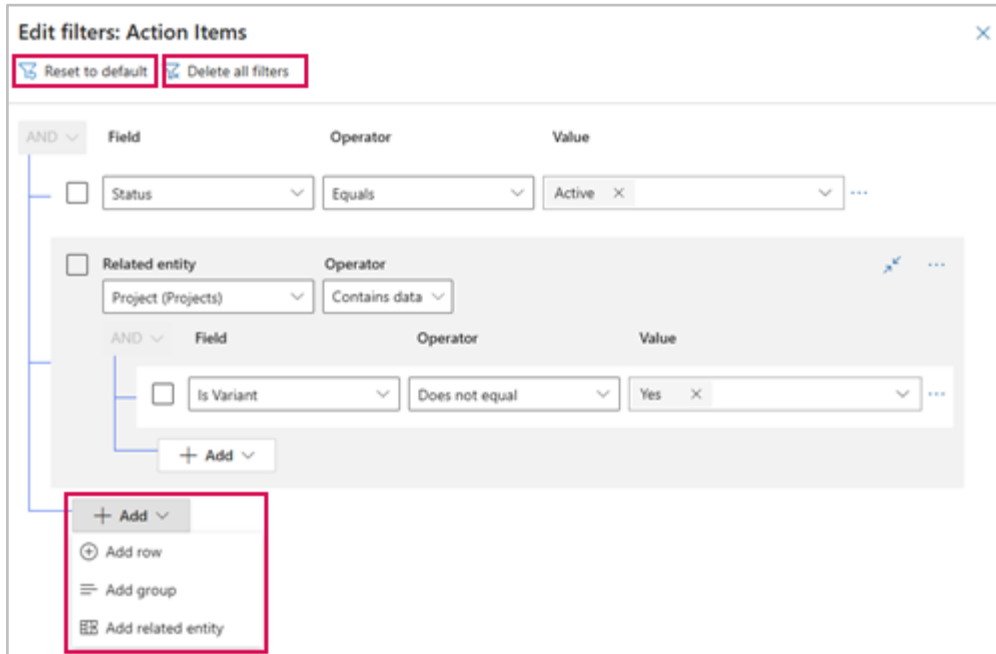 Edit filters: Action Items
Reset to default Delete all filters
AND Field Operator Value
Status Equals Active
Related entity Operator
Project (Projects) Contains data
AND Field Operator Value
Is Variant Does not equal Yes
Add
Add
Add row
Add group
Add related entity